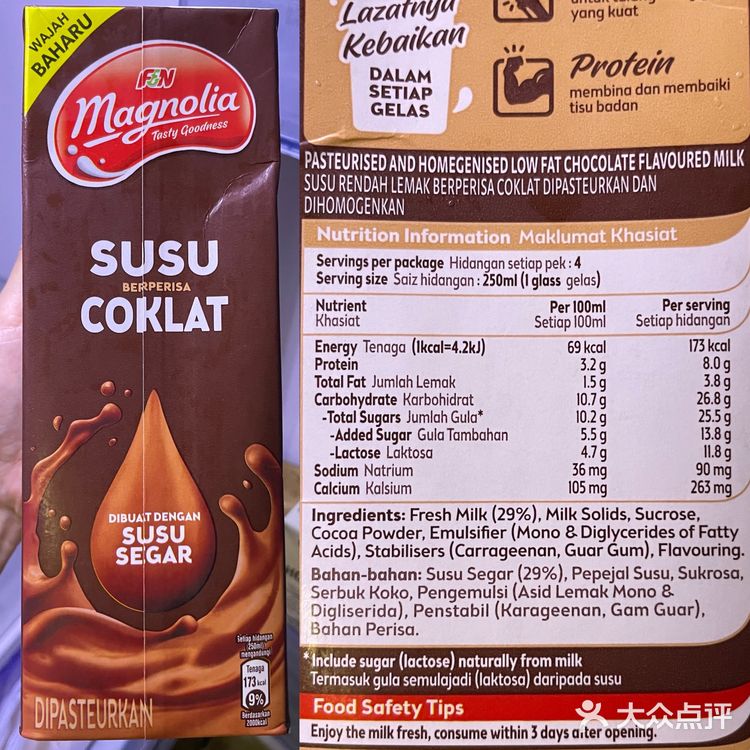 WAJAH
BAHARU
F&N
Magnolia
Tasty Goodness
SUSU
BERPERISA
COKLAT
DIBUAT DENGAN
SUSU
SEGAR
Setiap hidangan
(250ml)
mengandungi
Tenaga
173 kcal
9%
Berdasarkan
2000kcal
DIPASTEURKAN
Lazatnya
Kebaikan
DALAM
SETIAP
GELAS
yang kuat
Protein
membina dan membaiki
tisu badan
PASTEURISED AND HOMEGENISED LOW FAT CHOCOLATE FLAVOURED MILK
SUSU RENDAH LEMAK BERPERISA COKLAT DIPASTEURKAN DAN
DIHOMOGENKAN
Nutrition Information Maklumat Khasiat
Servings per package Hidangan setiap pek : 4
Serving size Saiz hidangan : 250ml (1 glass gelas)
Nutrient Per 100ml Per serving
Khasiat Setiap 100ml Setiap hidangan
Energy Tenaga (1kcal=4.2kJ) 69 kcal 173 kcal
Protein 3.2 g 8.0 g
Total Fat Jumlah Lemak 1.5 g 3.8 g
Carbohydrate Karbohidrat 10.7 g 26.8 g
-Total Sugars Jumlah Gula* 10.2 g 25.5 g
-Added Sugar Gula Tambahan 5.5 g 13.8 g
-Lactose Laktosa 4.7 g 11.8 g
Sodium Natrium 36 mg 90 mg
Calcium Kalsium 105 mg 263 mg
Ingredients: Fresh Milk (29%), Milk Solids, Sucrose,
Cocoa Powder, Emulsifier (Mono & Diglycerides of Fatty
Acids), Stabilisers (Carrageenan, Guar Gum), Flavouring.
Bahan-bahan: Susu Segar (29%), Pepejal Susu, Sukrosa,
Serbuk Koko, Pengemulsi (Asid Lemak Mono &
Digliserida), Penstabil (Karageenan, Gam Guar),
Bahan Perisa.
*Include sugar (lactose) naturally from milk
Termasuk gula semulajadi (laktosa) daripada susu
Food Safety Tips
Enjoy the milk fresh, consume within 3 days after opening.
大众点评